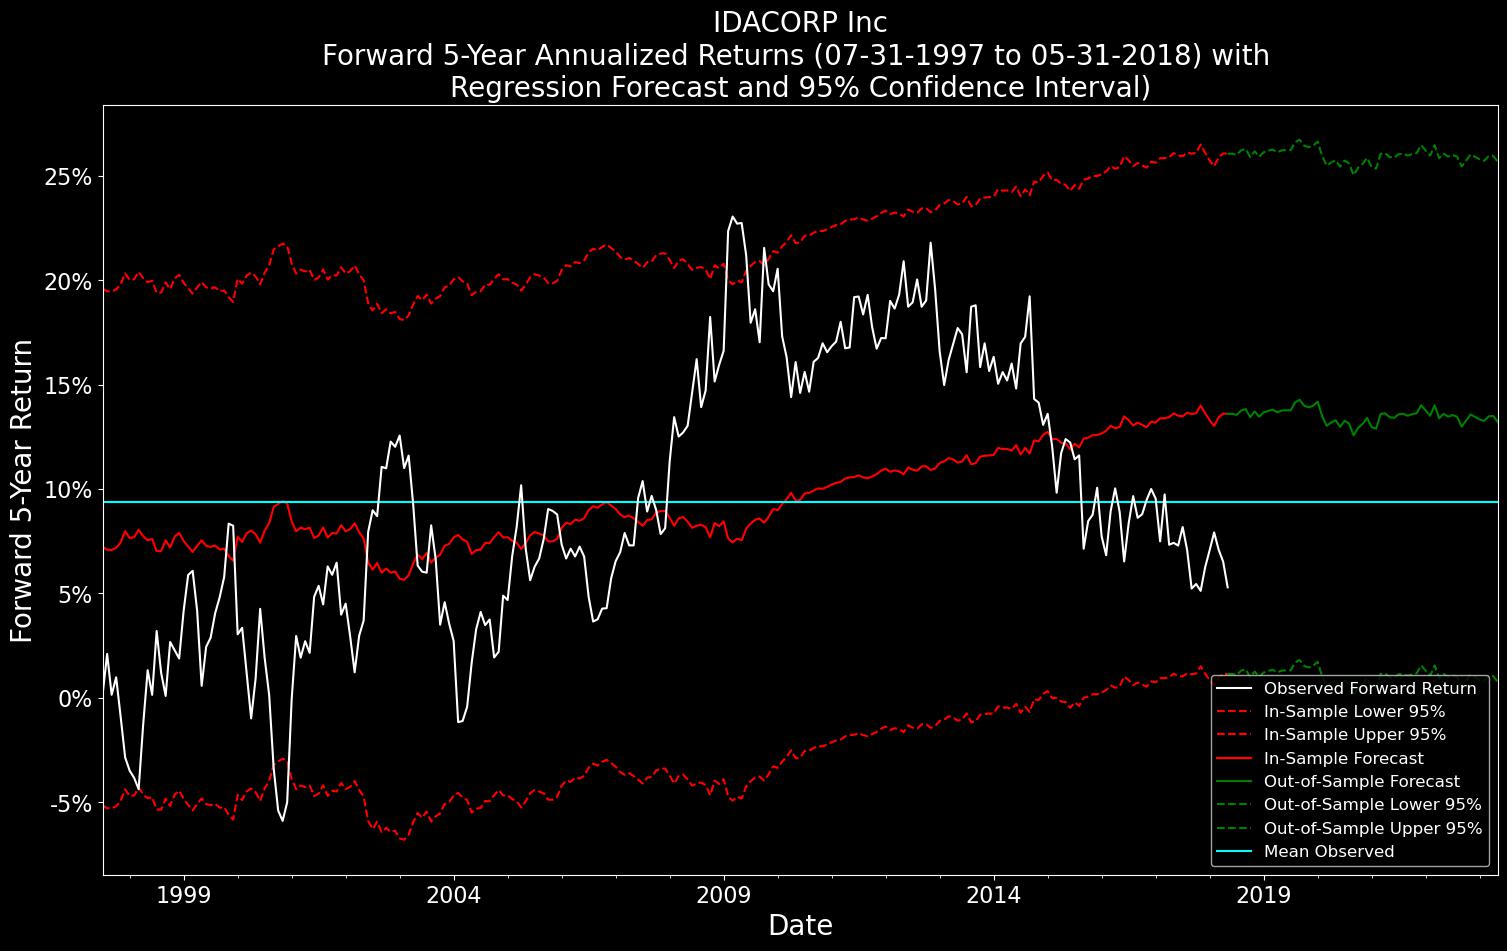 IDACORP Inc
Forward 5-Year Annualized Returns (07-31-1997 to 05-31-2018) with
Regression Forecast and 95% Confidence Interval)
Forward 5-Year Return
25%
20%
15%
10%
5%
0%
-5%
1999
2004
2009
2014
2019
Date
Observed Forward Return
In-Sample Lower 95%
In-Sample Upper 95%
In-Sample Forecast
Out-of-Sample Forecast
Out-of-Sample Lower 95%
Out-of-Sample Upper 95%
Mean Observed